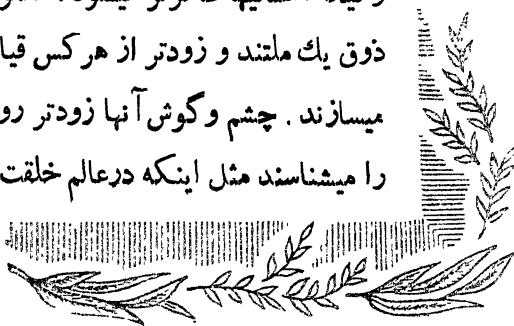 ذوق یك ملتند و زودتر از هر کس قیا
میسازند . چشم و گوش آنها زودتر رو
را میشناسند مثل اینکه درعالم خلقت